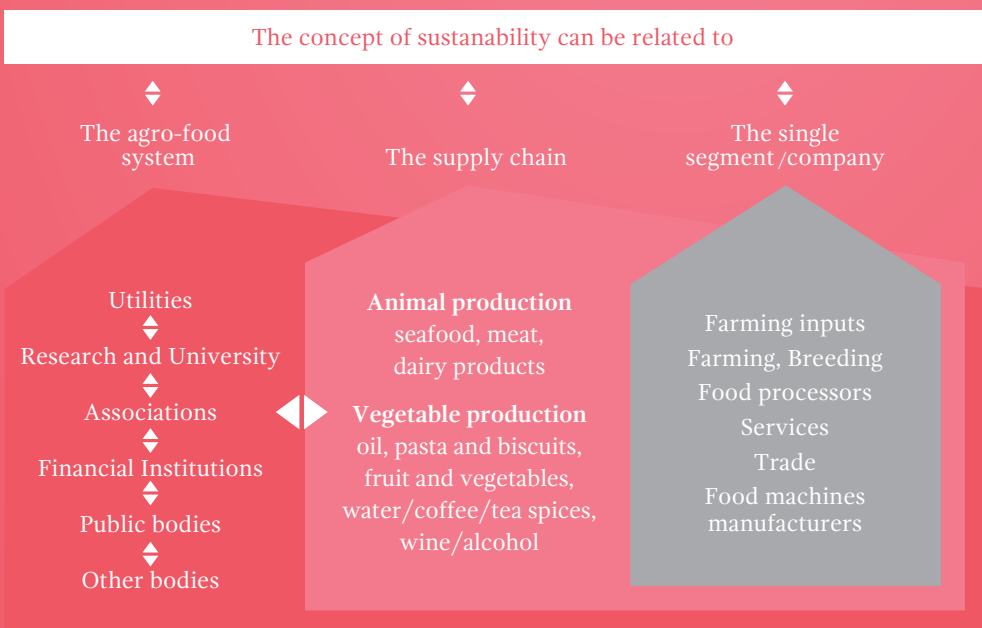 The concept of sustanability can be related to
The agro-food
system
The supply chain
The single
segment/company
Utilities
Research and University
Associations
Financial Institutions
Public bodies
Other bodies
Animal production
seafood, meat,
dairy products
Vegetable production
oil, pasta and biscuits,
fruit and vegetables,
water/coffee/tea spices,
wine/alcohol
Farming inputs
Farming, Breeding
Food processors
Services
Trade
Food machines
manufacturers